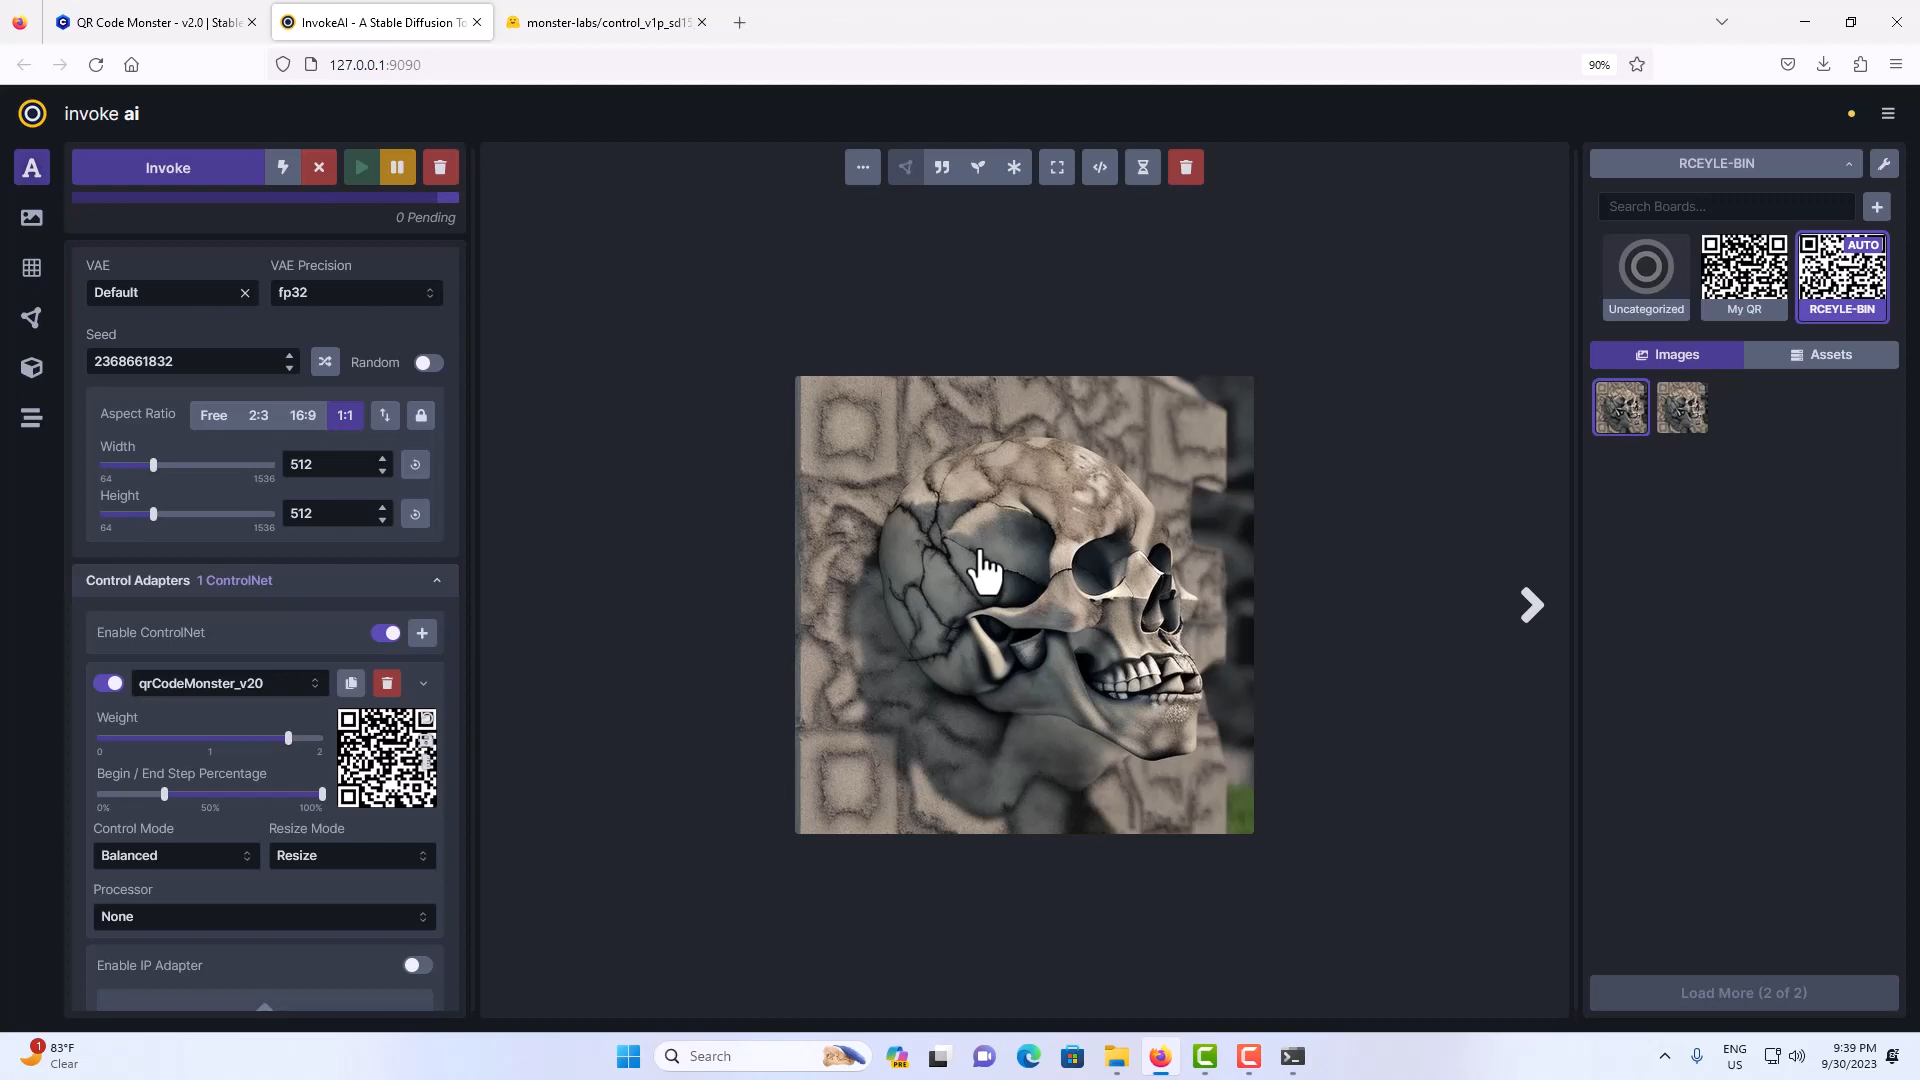 QR Code Monster - v2.0 | Stable
InvokeAI - A Stable Diffusion To
monster-labs/control_v1p_sd15
127.0.0.1:9090
90%
invoke ai
Invoke
0 Pending
RCEYLE-BIN
Search Boards...
AUTO
Uncategorized
My QR
RCEYLE-BIN
Images
Assets
VAE
VAE Precision
Default
fp32
Seed
2368661832
Random
Aspect Ratio
Free
2:3
16:9
1:1
Width
512
64
1536
Height
512
64
1536
Control Adapters 1 ControlNet
Enable ControlNet
qrCodeMonster_v20
Weight
0
1
2
Begin / End Step Percentage
0%
50%
100%
Control Mode
Resize Mode
Balanced
Resize
Processor
None
Enable IP Adapter
Load More (2 of 2)
1
83°F
Clear
Search
PRE
ENG
US
9:39 PM
9/30/2023